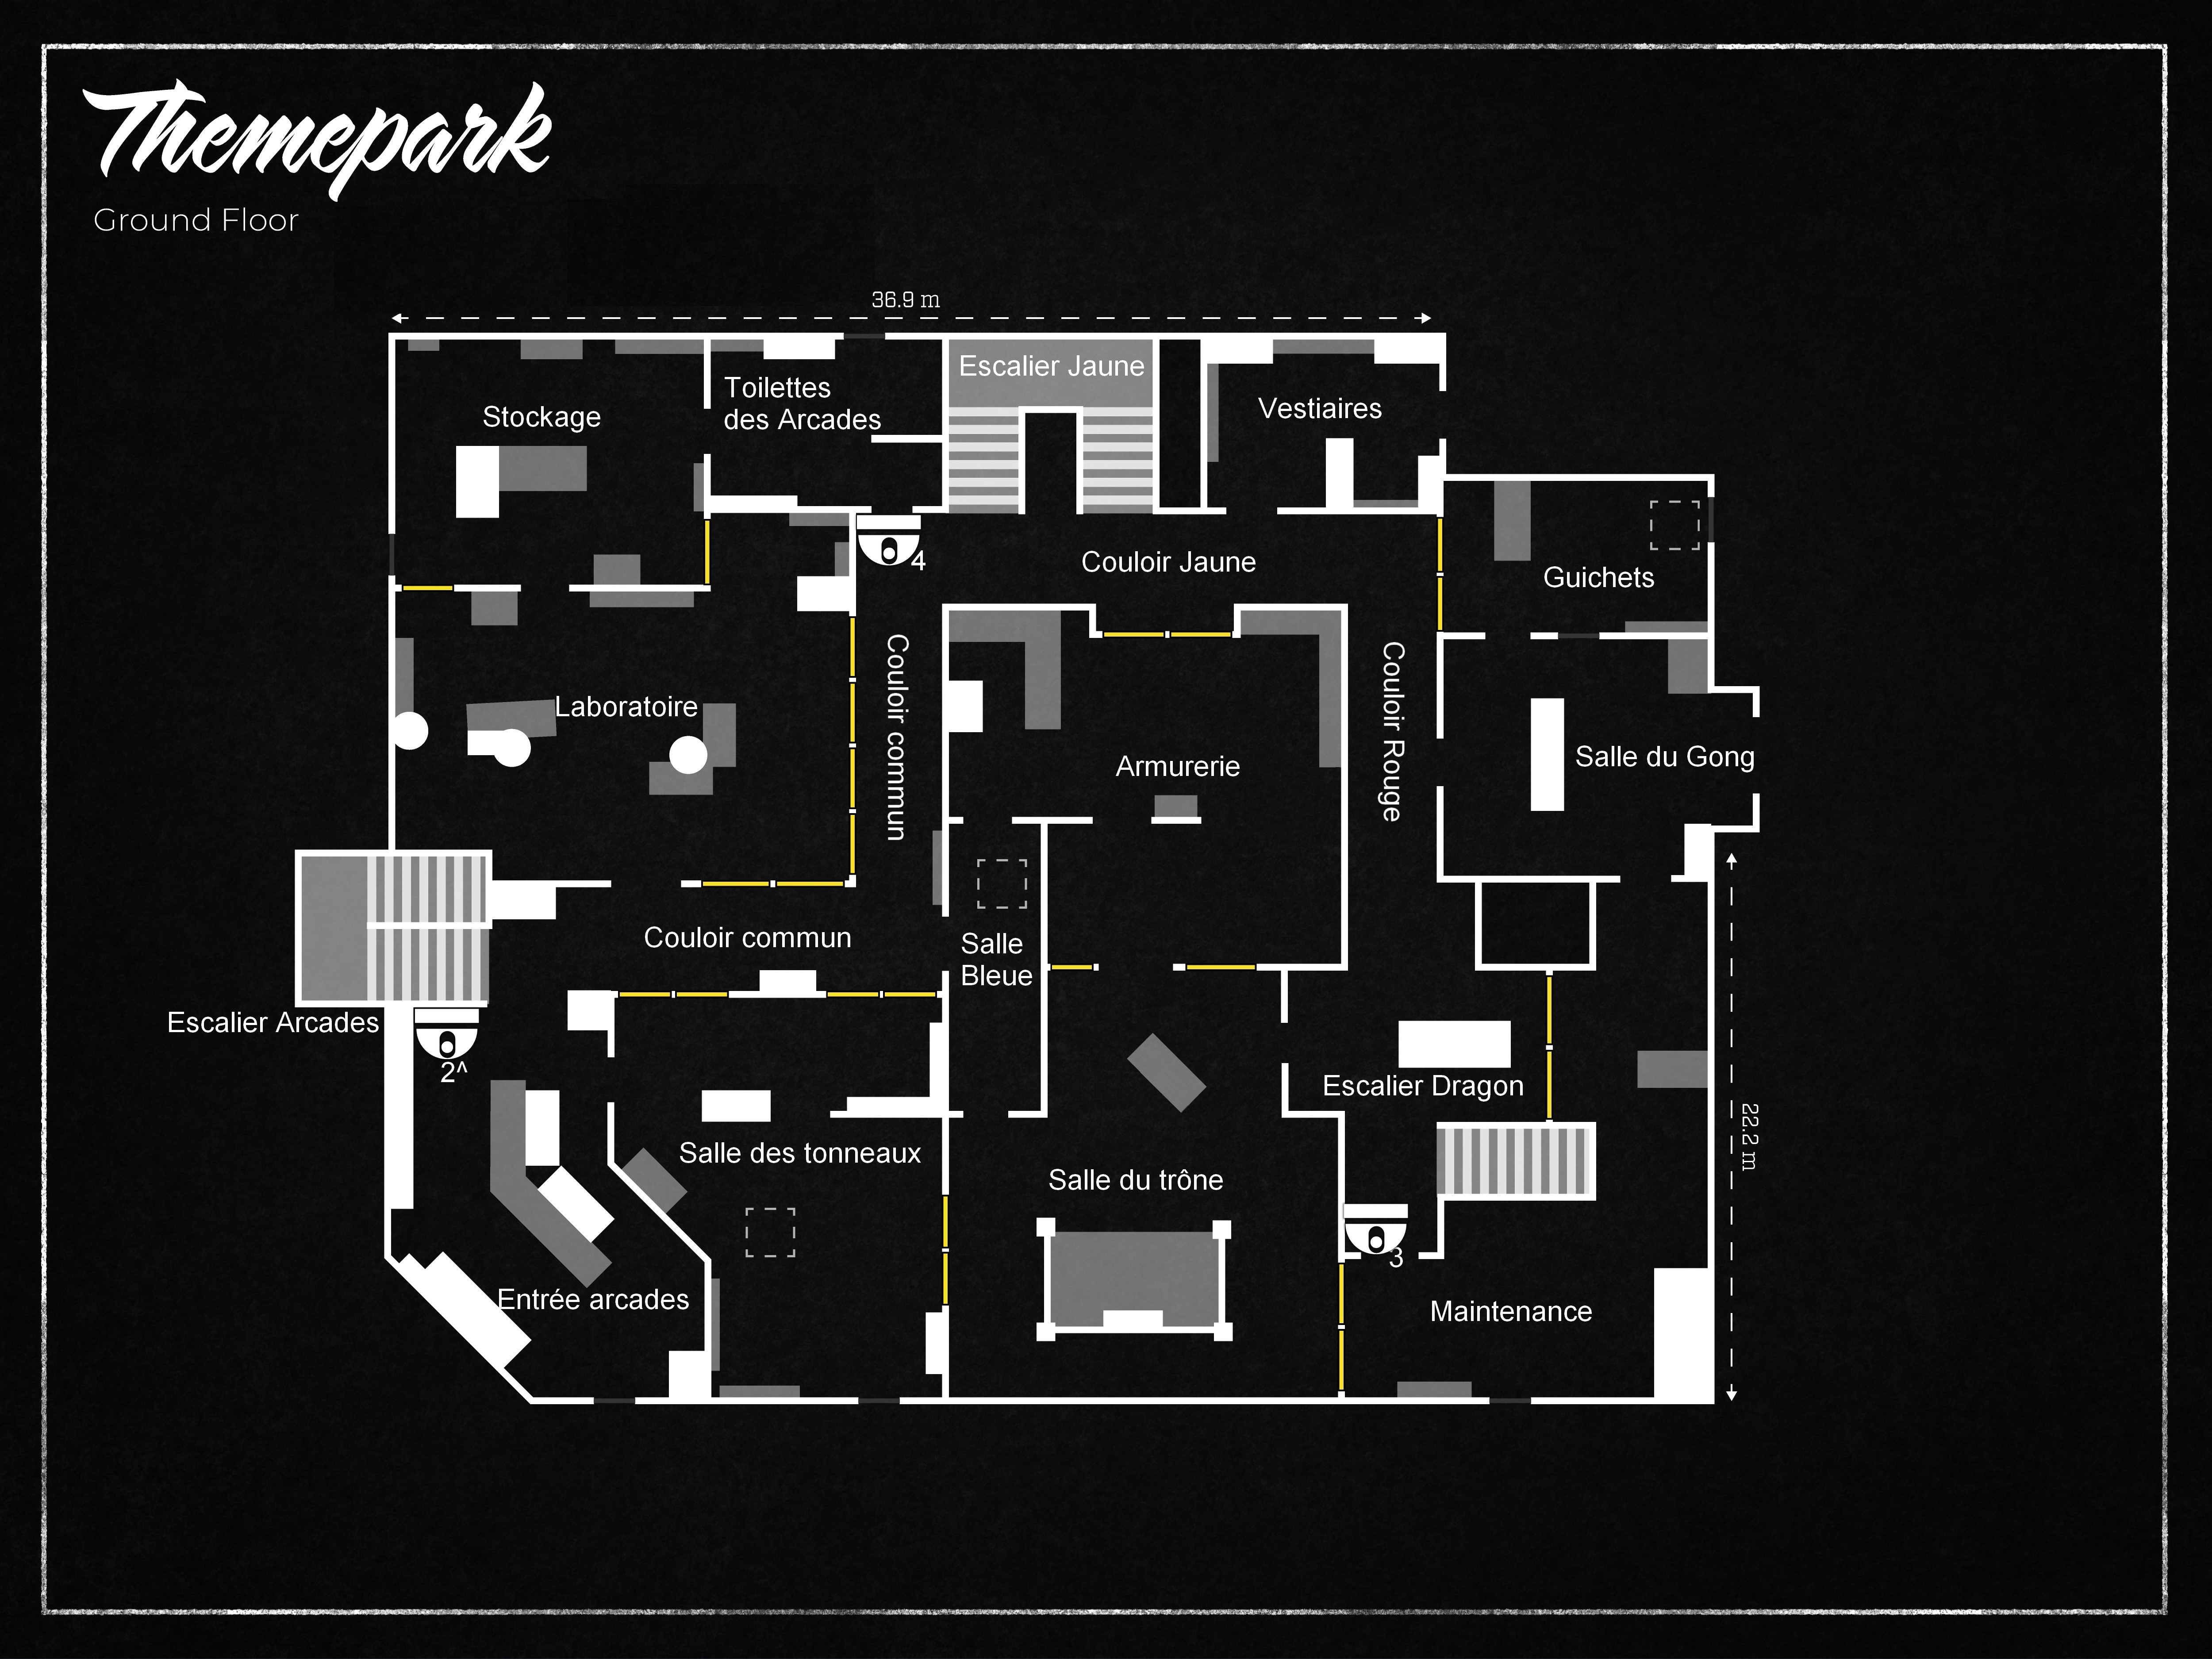 Themepark
Ground Floor
36.9 m
Escalier Jaune
Toilettes
des Arcades
Stockage
Vestiaires
4
Couloir Jaune
Guichets
Couloir commun
Couloir Rouge
Laboratoire
Armurerie
Salle du Gong
Couloir commun
Salle
Bleue
Escalier Arcades
2^
Escalier Dragon
22.2 m
Salle des tonneaux
Salle du trône
3
Entrée arcades
Maintenance